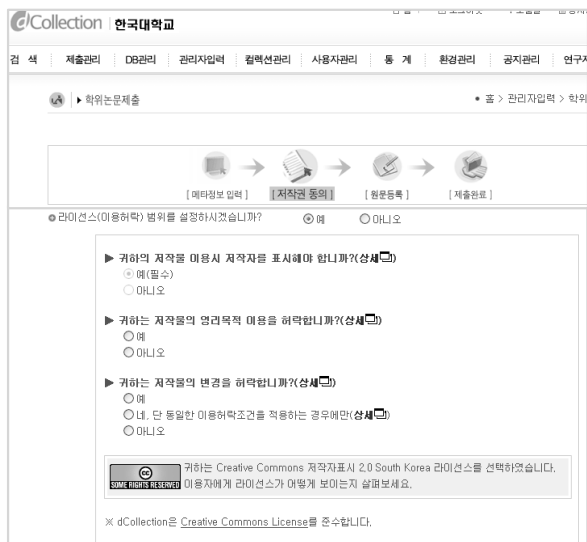 dCollection 한국대학교
검 색 제출관리 DB관리 관리자입력 컬렉션관리 사용자관리 통 계 환경관리 공지관리
▶ 학위논문제출 • 홈 > 관리자입력 > 학위
[ 메타정보 입력 ] [ 저작권 동의 ] [ 원문등록 ] [ 제출완료 ]
라이선스(이용허락) 범위를 설정하시겠습니까? 예 아니오
▶ 귀하의 저작물 이용시 저작자를 표시해야 합니까?(상세)
예(필수)
아니오
▶ 귀하는 저작물의 영리목적 이용을 허락합니까?(상세)
예
아니오
▶ 귀하는 저작물의 변경을 허락합니까?(상세)
예
네. 단 동일한 이용허락조건을 적용하는 경우에만(상세)
아니오
cc
SOME RIGHTS RESERVED
귀하는 Creative Commons 저작자표시 2.0 South Korea 라이선스를 선택하였습니다.
이용자에게 라이선스가 어떻게 보이는지 살펴보세요.
※ dCollection은 Creative Commons License를 준수합니다.